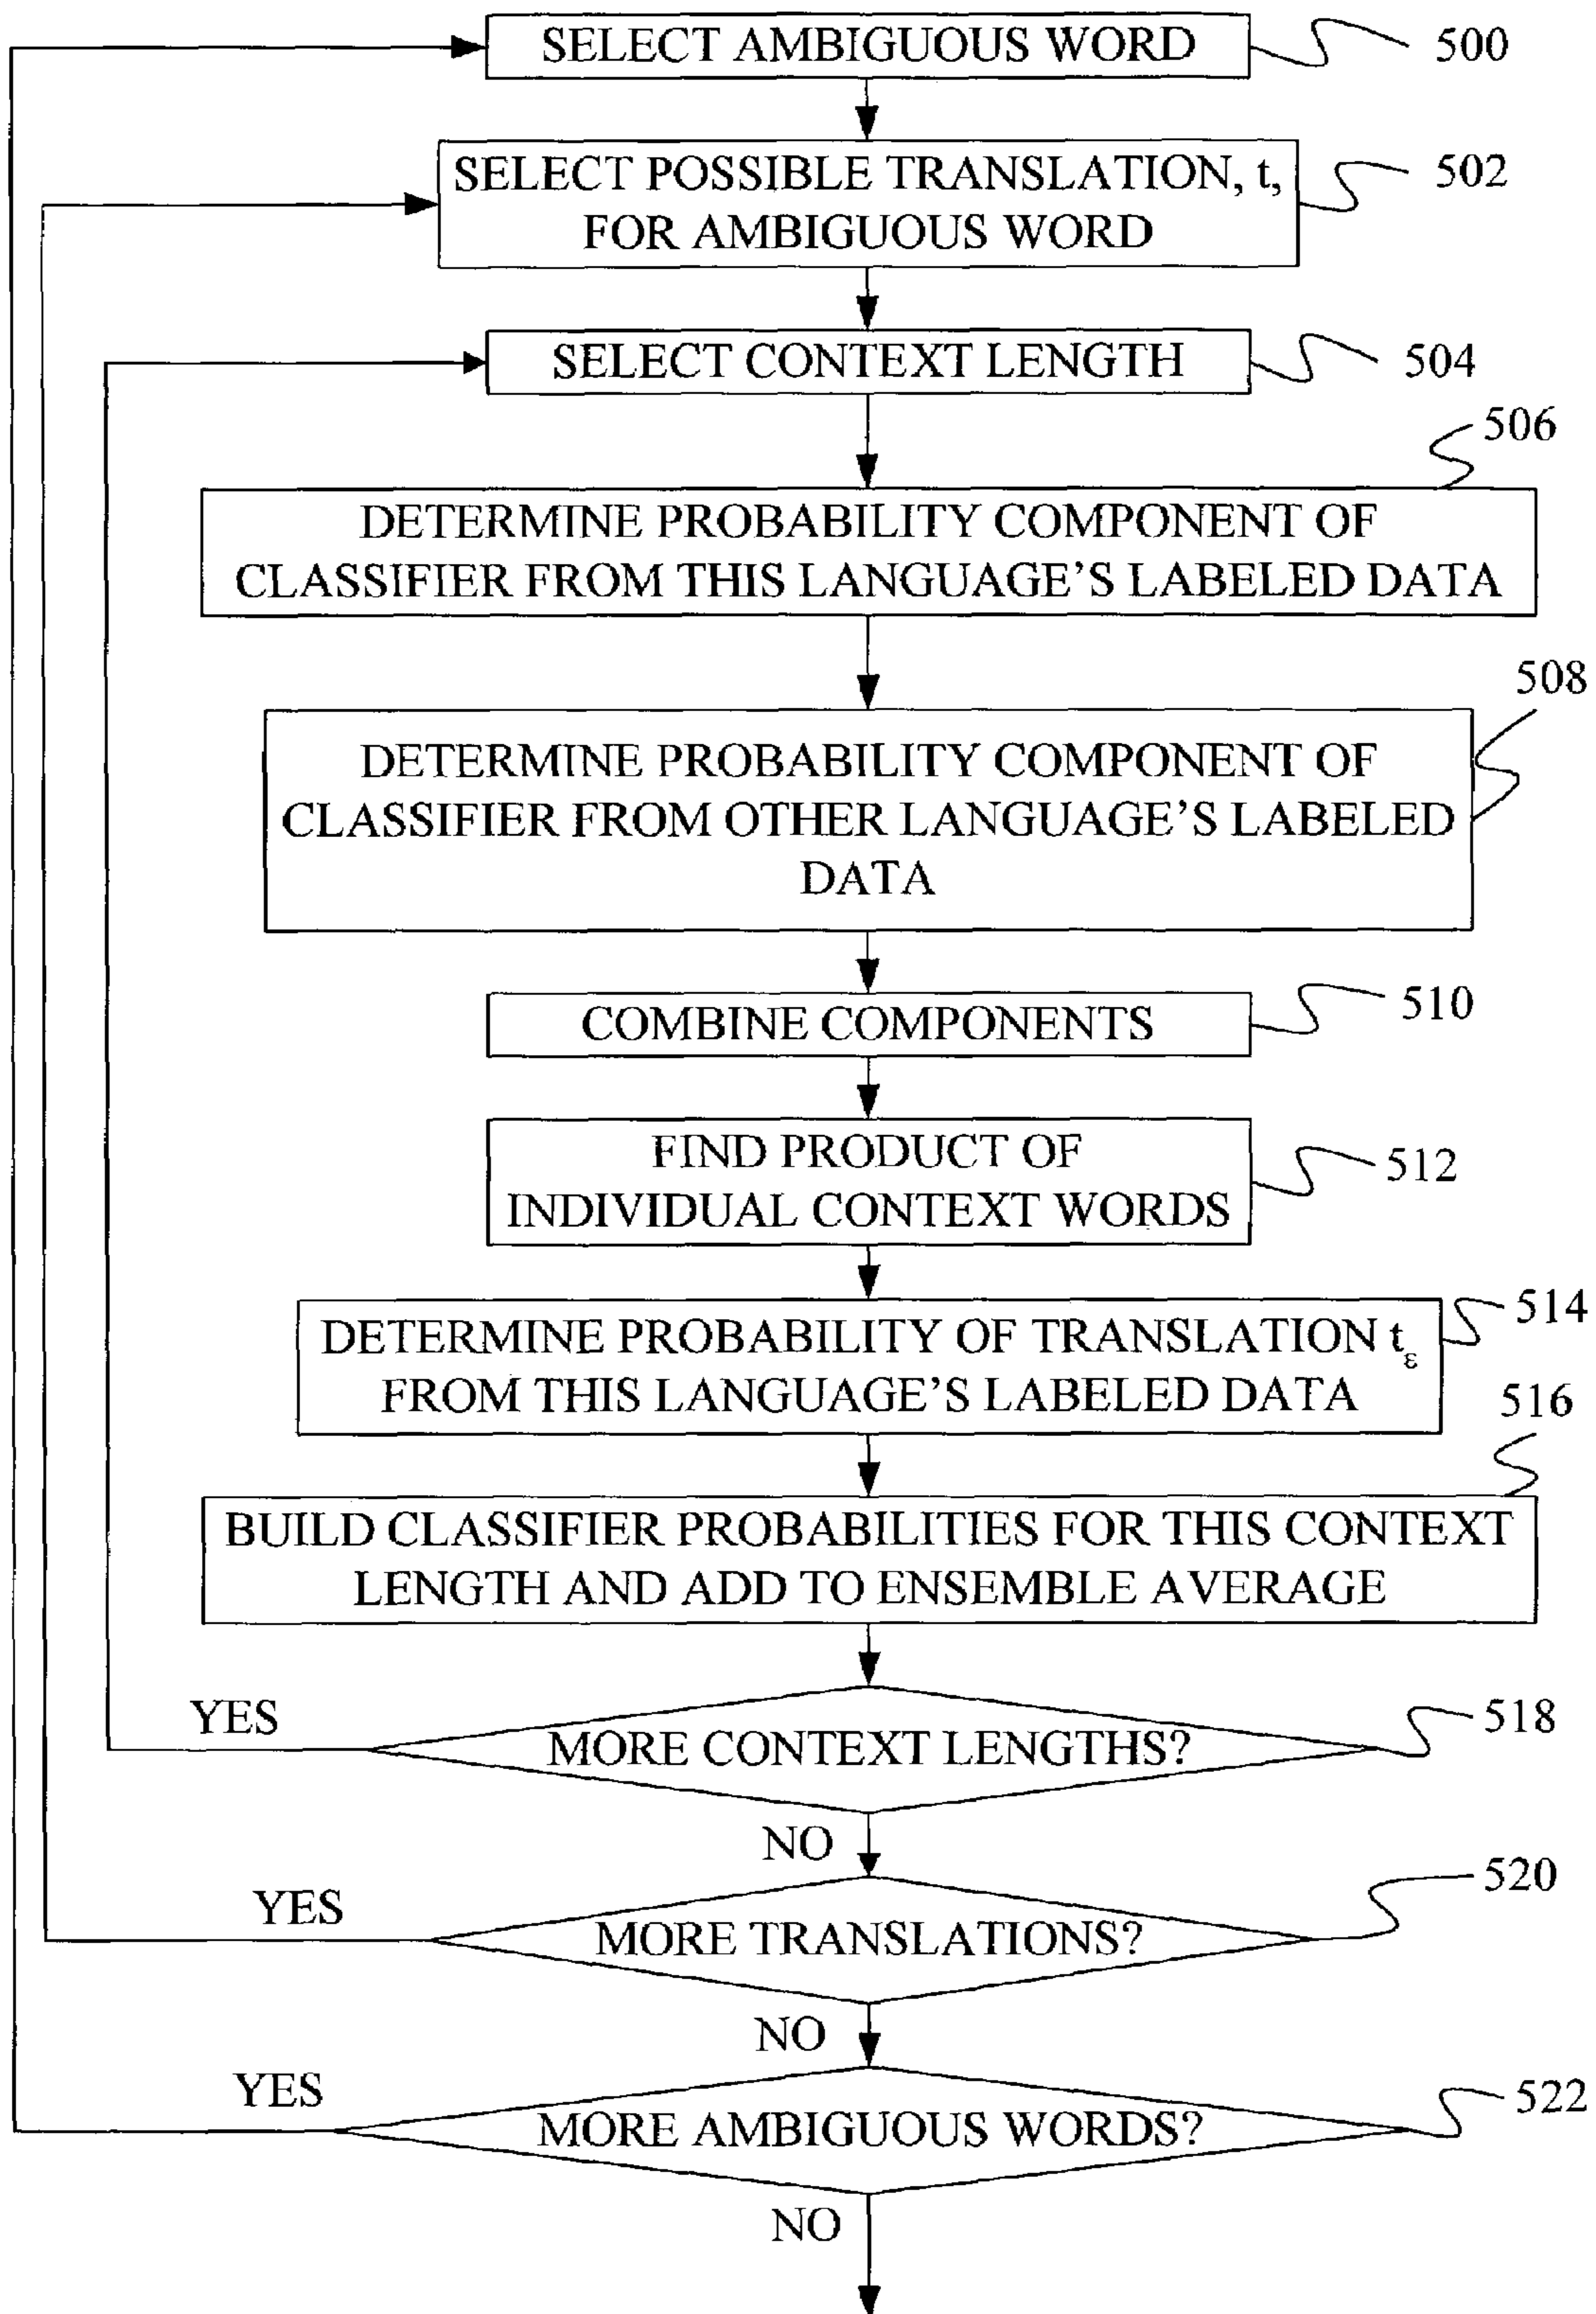 SELECT AMBIGUOUS WORD
500
SELECT POSSIBLE TRANSLATION, t,
FOR AMBIGUOUS WORD
502
SELECT CONTEXT LENGTH
504
506
DETERMINE PROBABILITY COMPONENT OF
CLASSIFIER FROM THIS LANGUAGE'S LABELED DATA
508
DETERMINE PROBABILITY COMPONENT OF
CLASSIFIER FROM OTHER LANGUAGE'S LABELED
DATA
COMBINE COMPONENTS
510
FIND PRODUCT OF
INDIVIDUAL CONTEXT WORDS
512
DETERMINE PROBABILITY OF TRANSLATION tε
FROM THIS LANGUAGE'S LABELED DATA
514
516
BUILD CLASSIFIER PROBABILITIES FOR THIS CONTEXT
LENGTH AND ADD TO ENSEMBLE AVERAGE
YES
MORE CONTEXT LENGTHS?
518
NO
YES
MORE TRANSLATIONS?
520
NO
YES
MORE AMBIGUOUS WORDS?
522
NO